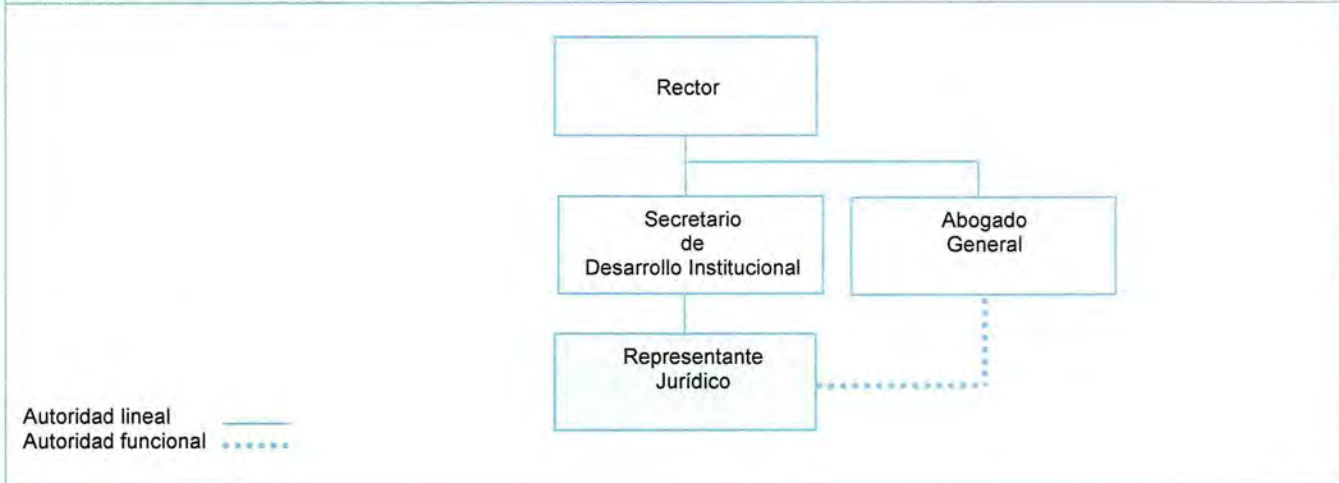 Rector
Secretario
de
Desarrollo Institucional
Abogado
General
Representante
Jurídico
Autoridad lineal
Autoridad funcional